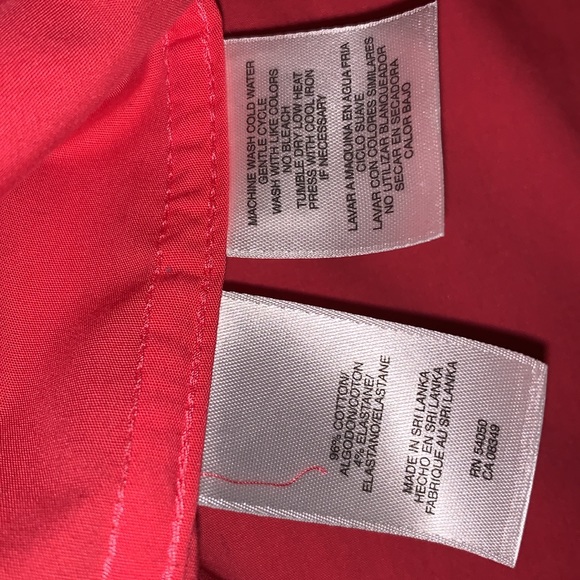 MACHINE WASH COLD WATER
GENTLE CYCLE
WASH WITH LIKE COLORS
NO BLEACH
TUMBLE DRY LOW HEAT
PRESS WITH COOL IRON
IF NECESSARY
LAVAR A MAQUINA EN AGUA FRIA
CICLO SUAVE
LAVAR CON COLORES SIMILARES
NO UTILIZAR BLANQUEADOR
SECAR EN SECADORA
CALOR BAJO
96% COTTON/
ALGODON/COTON
4% ELASTANE/
ELASTANO/ELASTANE
MADE IN SRI LANKA
HECHO EN SRI LANKA
FABRIQUE AU SRI LANKA
RN 54050
CA 06349